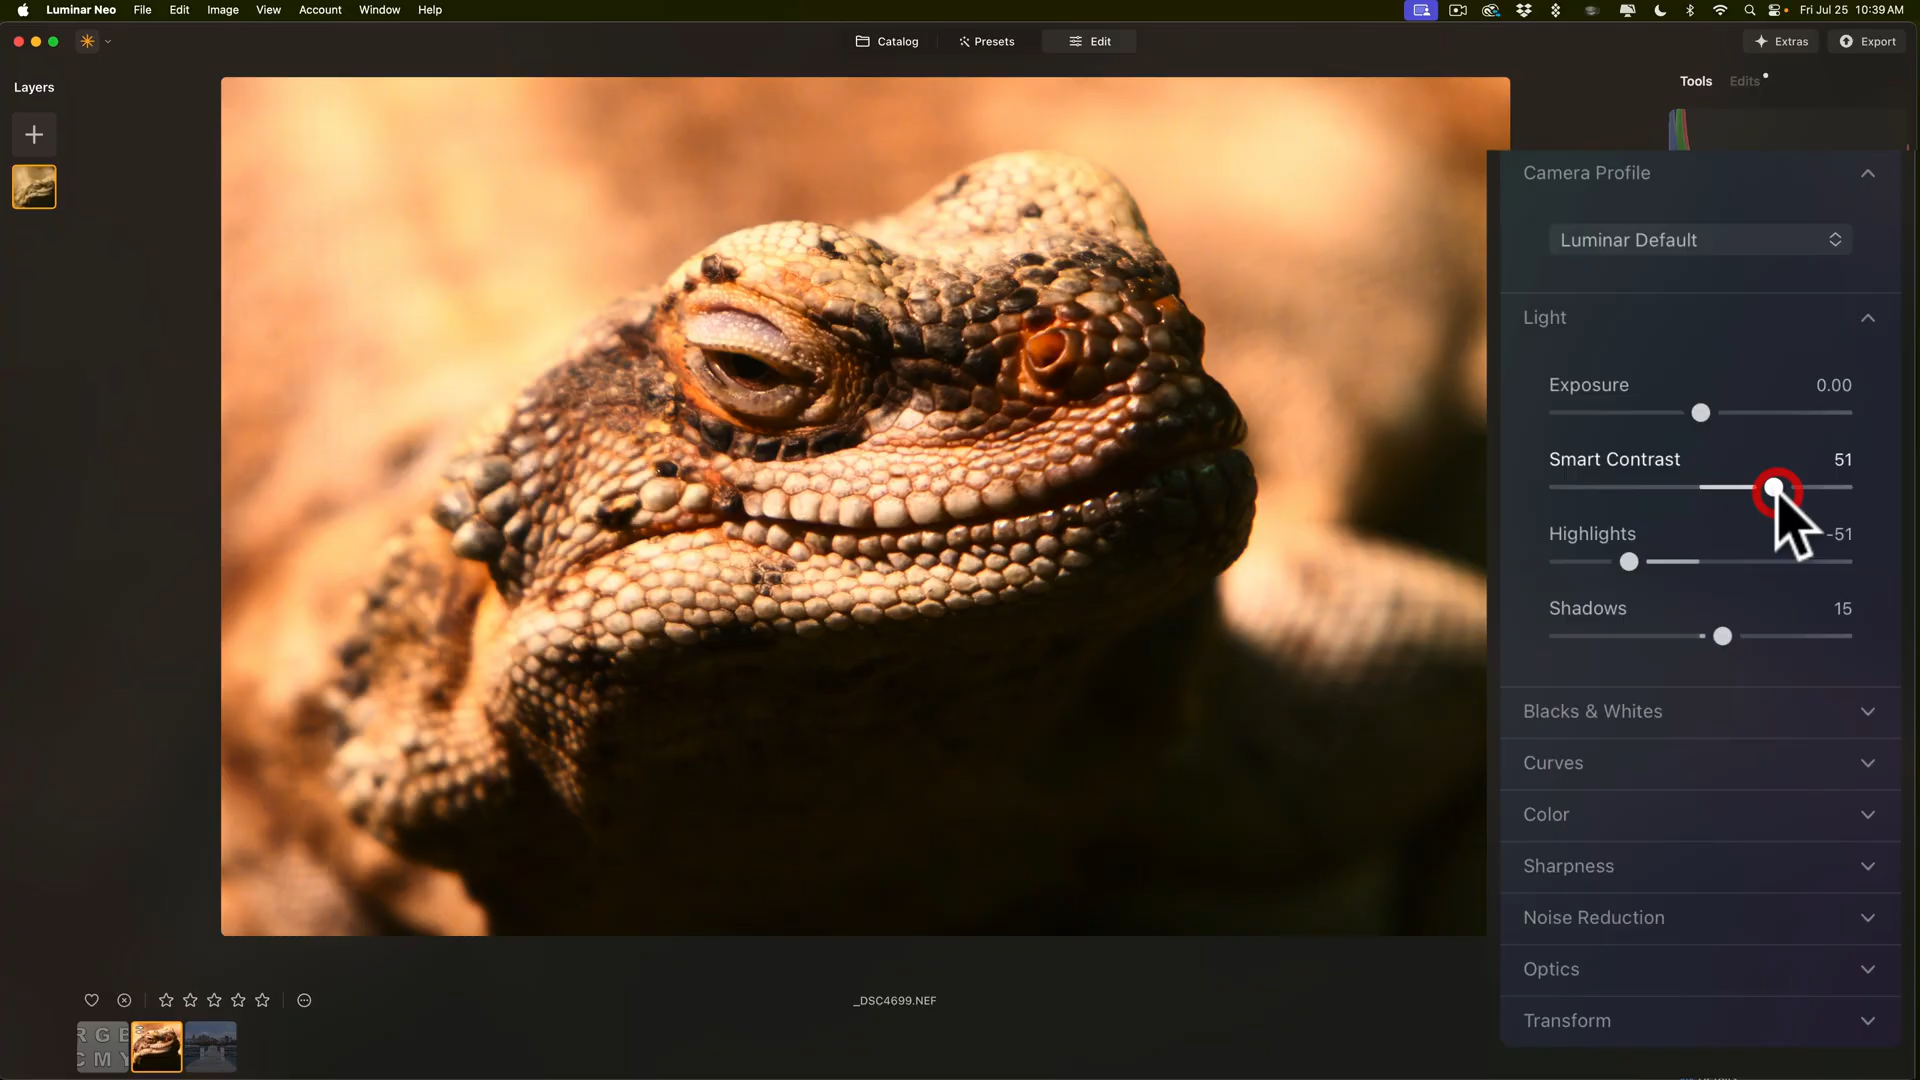 Luminar Neo File Edit Image View Account Window Help Fri Jul 25 10:39 AM
Catalog Presets Edit Extras Export
Layers
Tools Edits
Camera Profile
Luminar Default
Light
Exposure 0.00
Smart Contrast 51
Highlights -51
Shadows 15
Blacks & Whites
Curves
Color
Sharpness
Noise Reduction
Optics
Transform
_DSC4699.NEF
R G B
C M Y